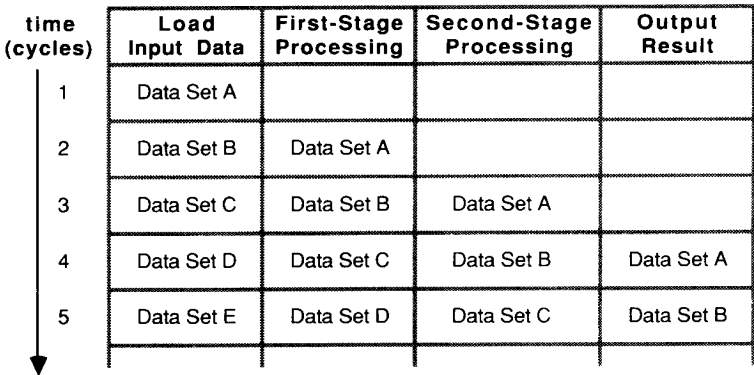 time (cycles) Load Input Data First-Stage Processing Second-Stage Processing Output Result
1 Data Set A
2 Data Set B Data Set A
3 Data Set C Data Set B Data Set A
4 Data Set D Data Set C Data Set B Data Set A
5 Data Set E Data Set D Data Set C Data Set B